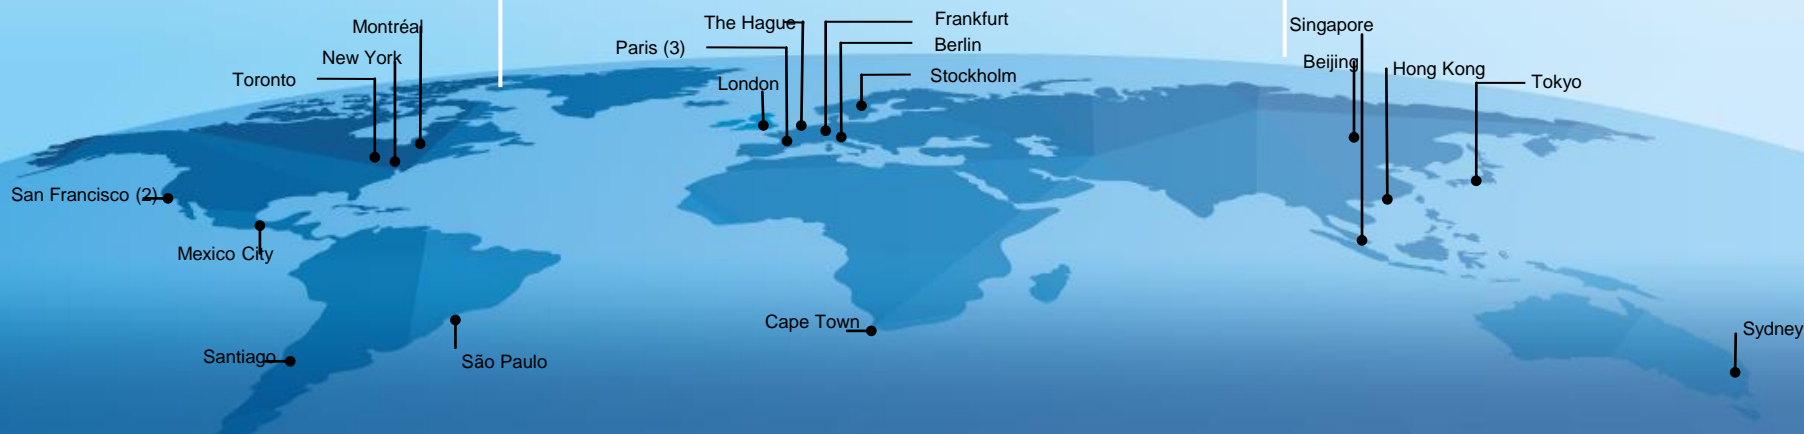 Montréal
New York
Toronto
San Francisco (2)
Mexico City
Santiago
São Paulo
The Hague
Paris (3)
London
Frankfurt
Berlin
Stockholm
Cape Town
Singapore
Beijing
Hong Kong
Tokyo
Sydney